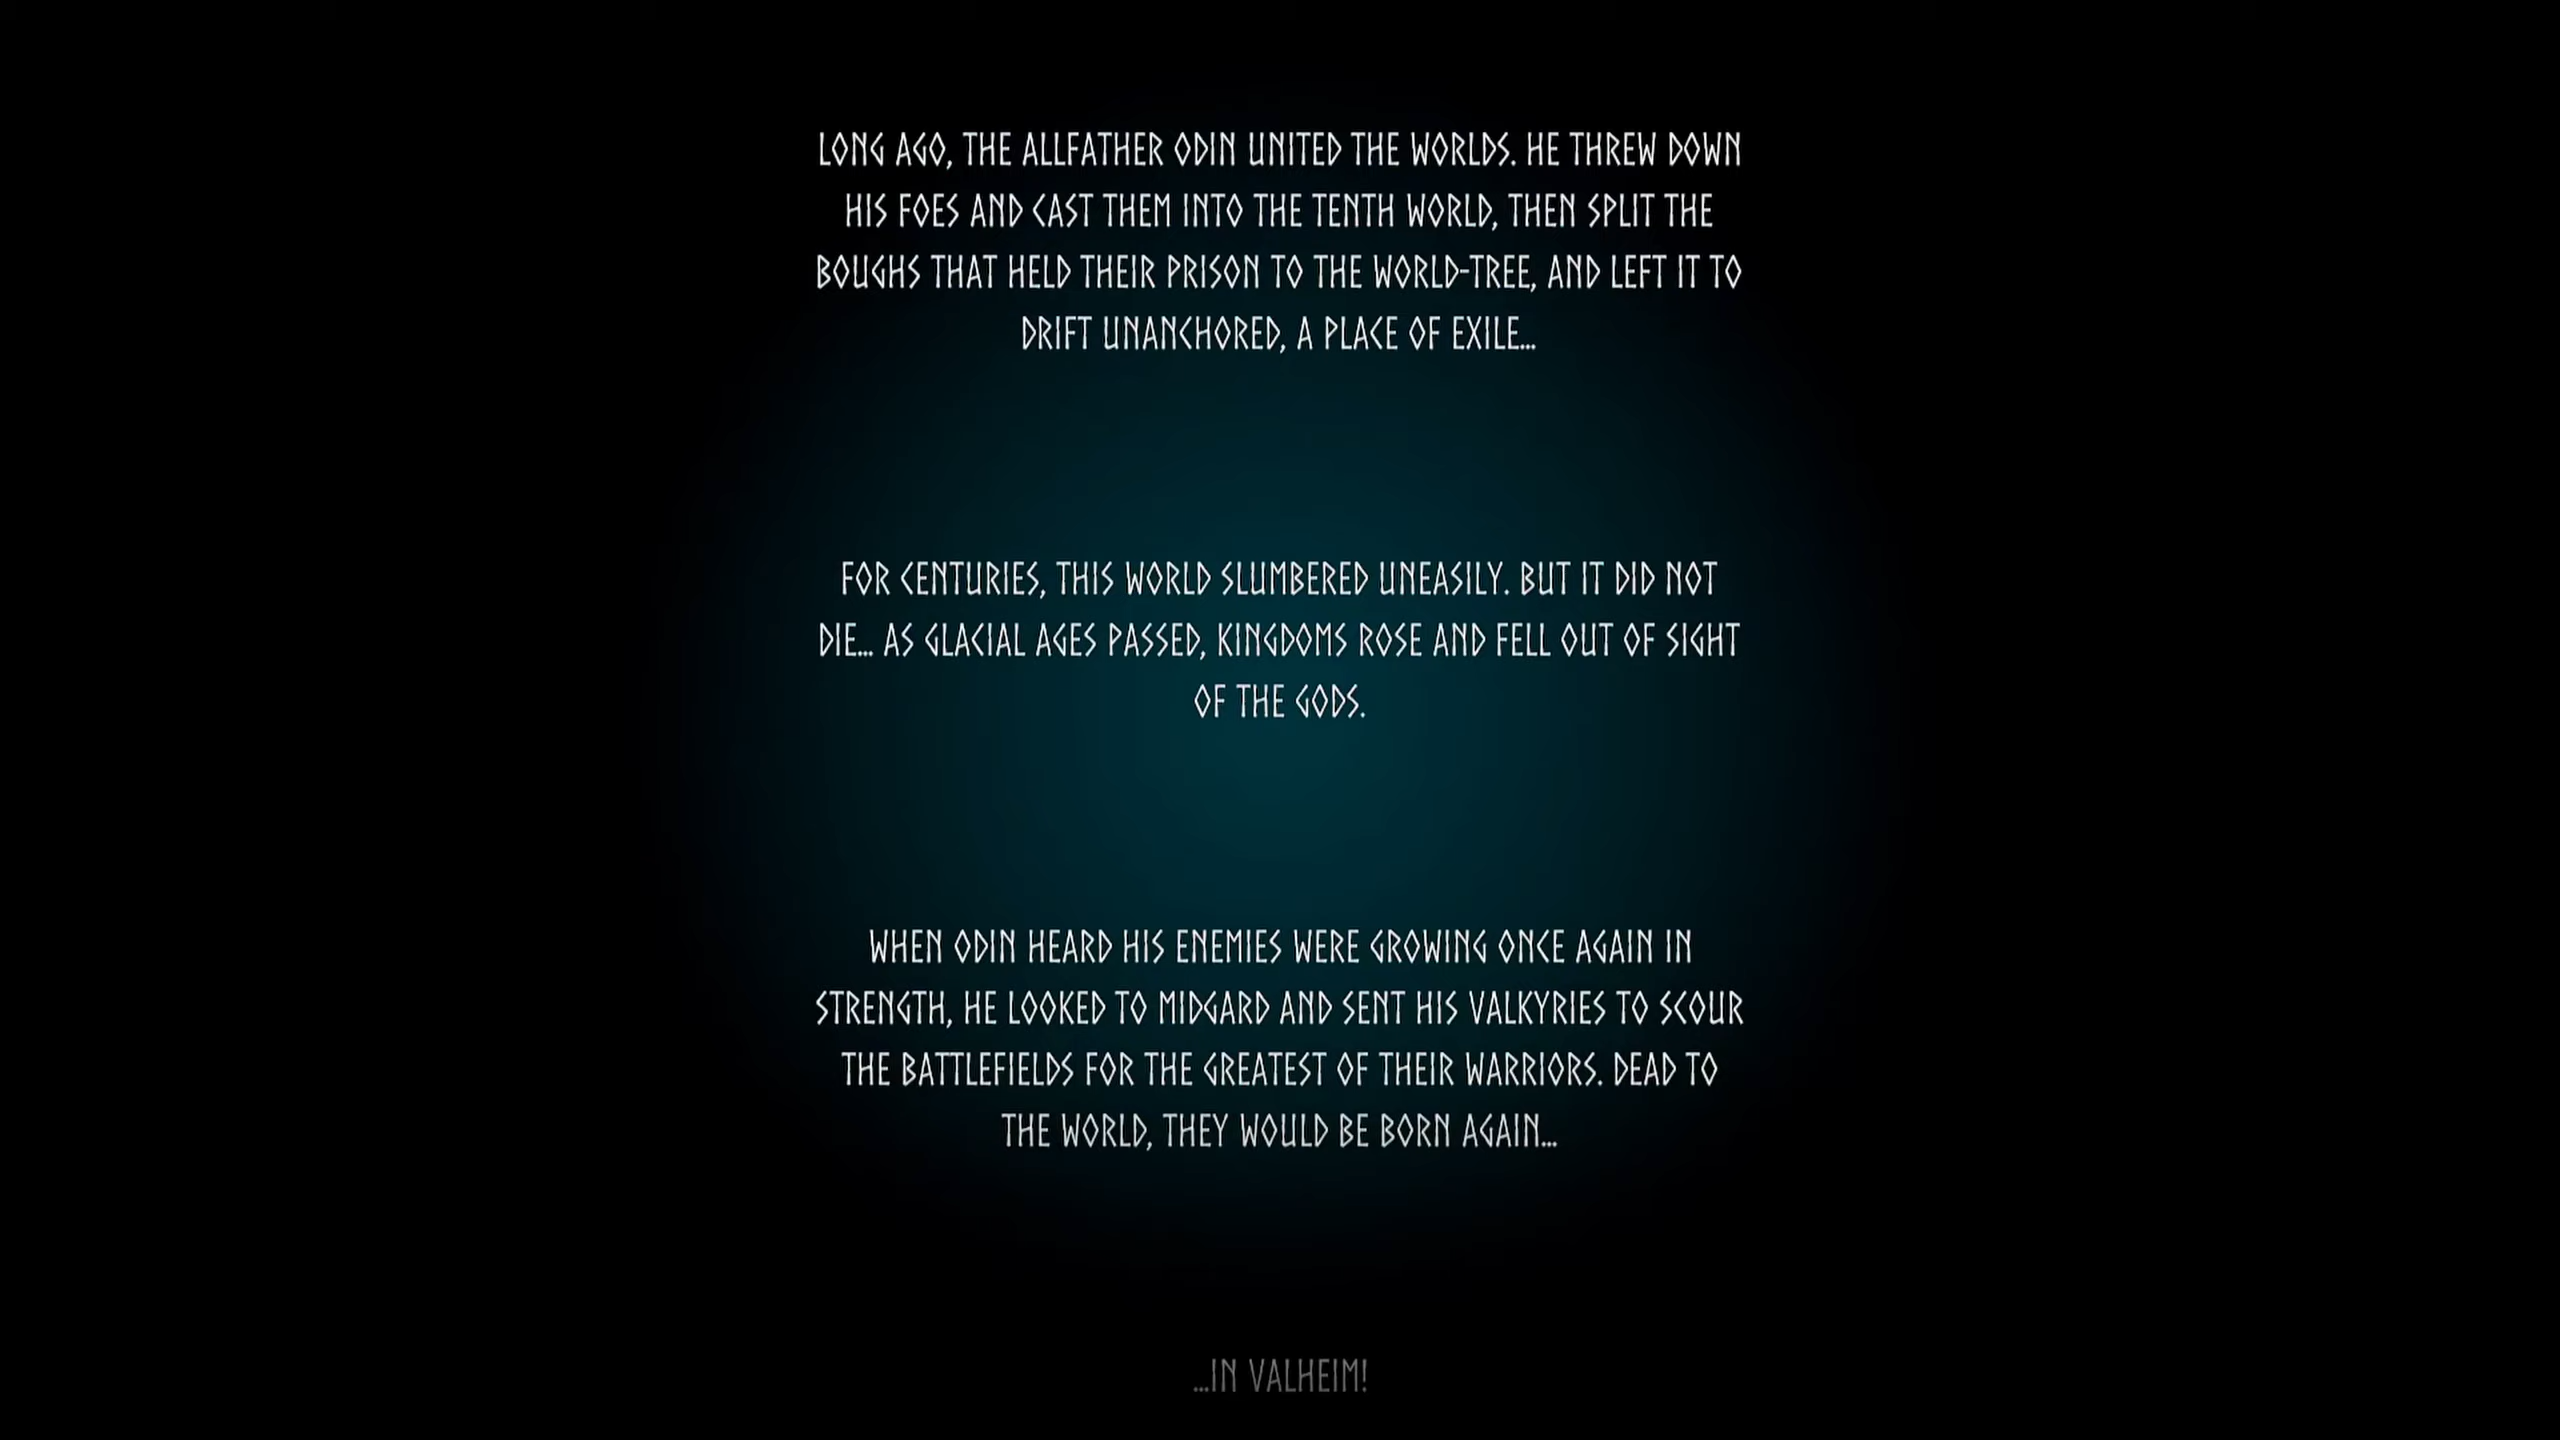 LONG AGO, THE ALLFATHER ODIN UNITED THE WORLDS. HE THREW DOWN
HIS FOES AND CAST THEM INTO THE TENTH WORLD, THEN SPLIT THE
BOUGHS THAT HELD THEIR PRISON TO THE WORLD-TREE, AND LEFT IT TO
DRIFT UNANCHORED, A PLACE OF EXILE...
FOR CENTURIES, THIS WORLD SLUMBERED UNEASILY. BUT IT DID NOT
DIE... AS GLACIAL AGES PASSED, KINGDOMS ROSE AND FELL OUT OF SIGHT
OF THE GODS.
WHEN ODIN HEARD HIS ENEMIES WERE GROWING ONCE AGAIN IN
STRENGTH, HE LOOKED TO MIDGARD AND SENT HIS VALKYRIES TO SCOUR
THE BATTLEFIELDS FOR THE GREATEST OF THEIR WARRIORS. DEAD TO
THE WORLD, THEY WOULD BE BORN AGAIN...
...IN VALHEIM!